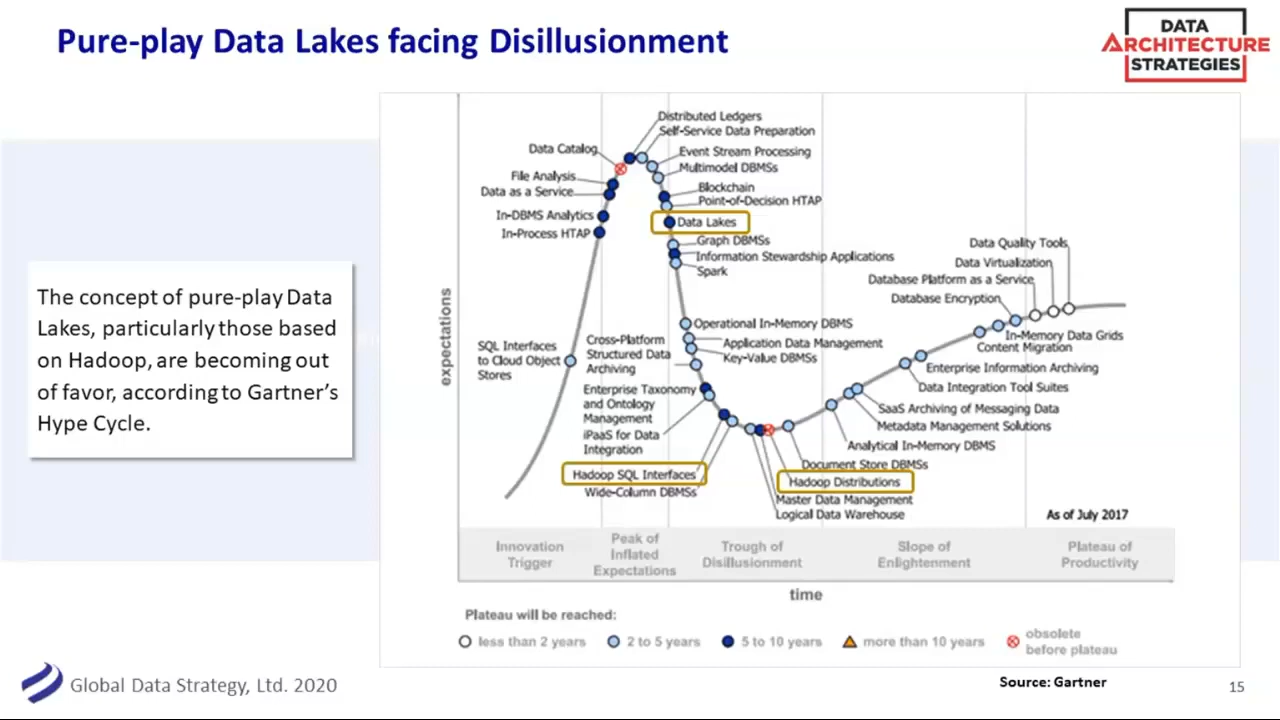 Pure-play Data Lakes facing Disillusionment
DATA
ARCHITECTURE
STRATEGIES
The concept of pure-play Data
Lakes, particularly those based
on Hadoop, are becoming out
of favor, according to Gartner's
Hype Cycle.
expectations
Distributed Ledgers
Self-Service Data Preparation
Data Catalog
Event Stream Processing
Multimodel DBMSs
File Analysis
Data as a Service
Blockchain
Point-of-Decision HTAP
In-DBMS Analytics
Data Lakes
In-Process HTAP
Graph DBMSs
Information Stewardship Applications
Spark
Data Quality Tools
Data Virtualization
Database Platform as a Service
Database Encryption
Operational In-Memory DBMS
Application Data Management
Key-Value DBMSs
SQL Interfaces
to Cloud Object
Stores
Cross-Platform
Structured Data
Archiving
In-Memory Data Grids
Content Migration
Enterprise Information Archiving
Data Integration Tool Suites
Enterprise Taxonomy
and Ontology
Management
SaaS Archiving of Messaging Data
Metadata Management Solutions
iPaaS for Data
Integration
Analytical In-Memory DBMS
Document Store DBMSs
Hadoop SQL Interfaces
Hadoop Distributions
Wide-Column DBMSs
Master Data Management
Logical Data Warehouse
As of July 2017
Innovation
Trigger
Peak of
Inflated
Expectations
Trough of
Disillusionment
Slope of
Enlightenment
Plateau of
Productivity
time
Plateau will be reached:
less than 2 years
2 to 5 years
5 to 10 years
more than 10 years
obsolete
before plateau
Global Data Strategy, Ltd. 2020
Source: Gartner
15